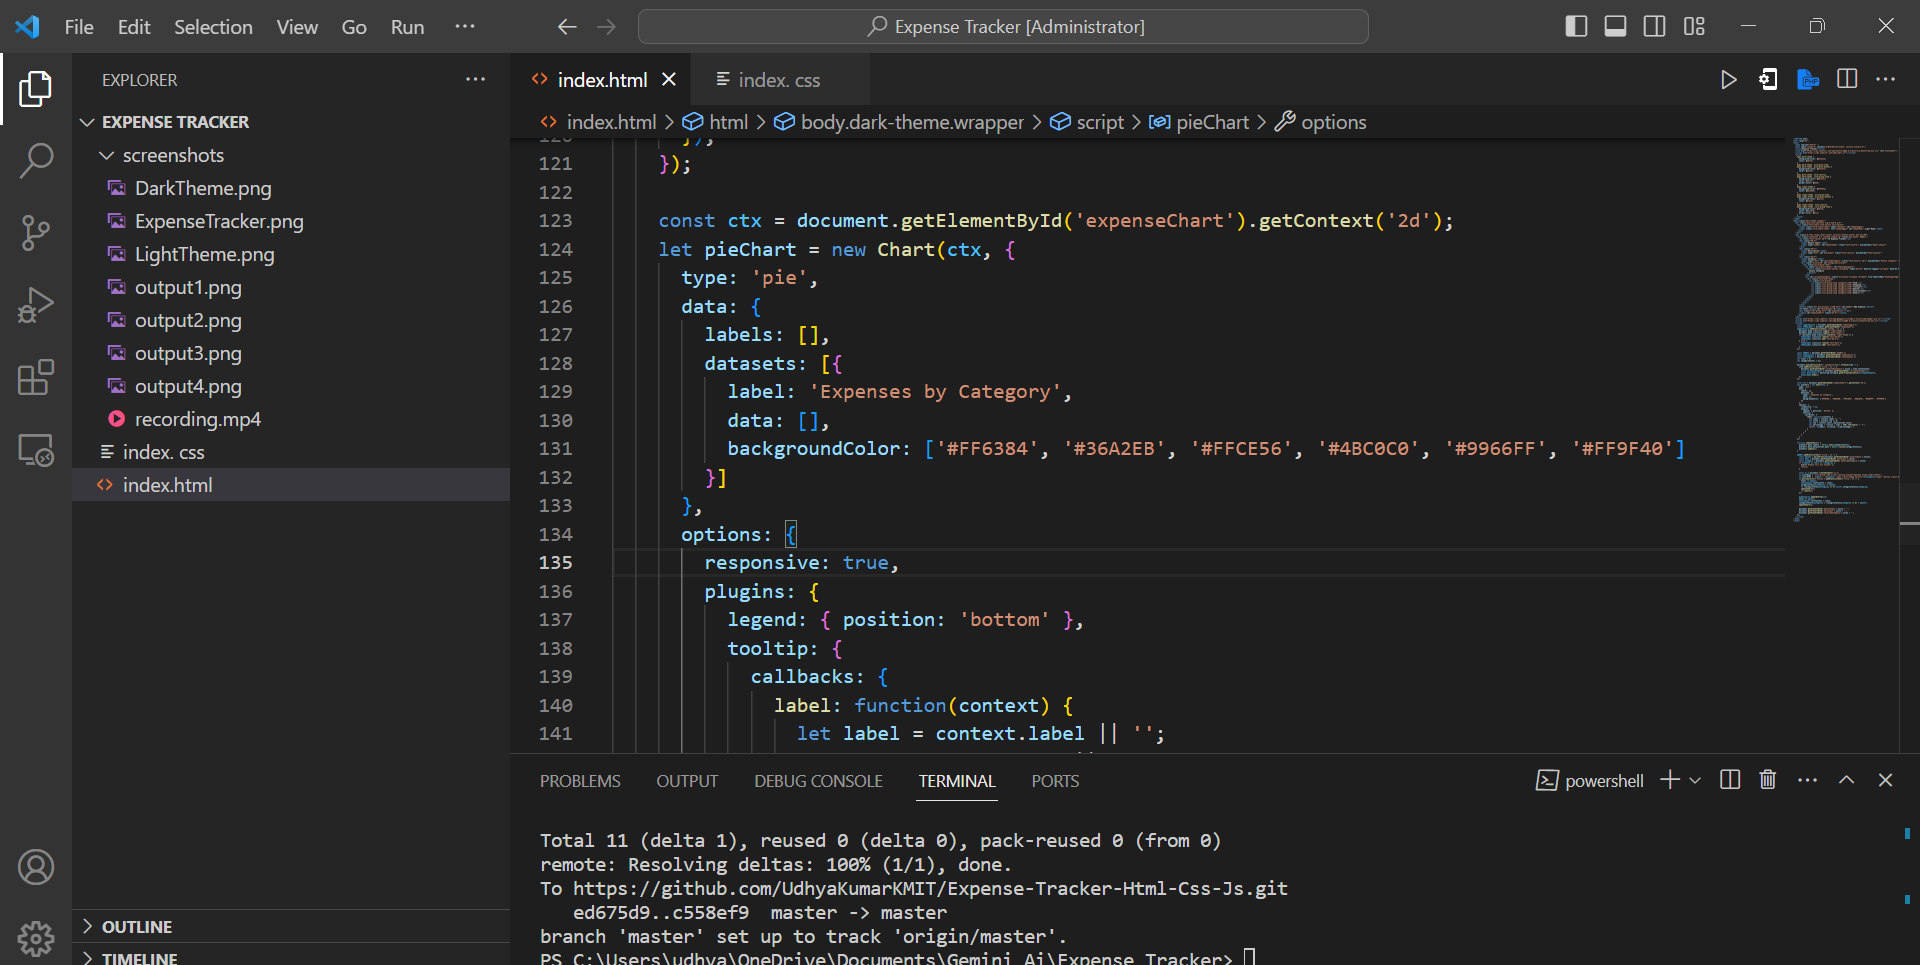 File Edit Selection View Go Run ···
Expense Tracker [Administrator]
EXPLORER
EXPENSE TRACKER
screenshots
DarkTheme.png
ExpenseTracker.png
LightTheme.png
output1.png
output2.png
output3.png
output4.png
recording.mp4
index. css
index.html
OUTLINE
TIMELINE
index.html
index. css
index.html > html > body.dark-theme.wrapper > script > pieChart > options
120 });
121 });
122
123 const ctx = document.getElementById('expenseChart').getContext('2d');
124 let pieChart = new Chart(ctx, {
125 type: 'pie',
126 data: {
127 labels: [],
128 datasets: [{
129 label: 'Expenses by Category',
130 data: [],
131 backgroundColor: ['#FF6384', '#36A2EB', '#FFCE56', '#4BC0C0', '#9966FF', '#FF9F40']
132 }]
133 },
134 options: {
135 responsive: true,
136 plugins: {
137 legend: { position: 'bottom' },
138 tooltip: {
139 callbacks: {
140 label: function(context) {
141 let label = context.label || '';
PROBLEMS OUTPUT DEBUG CONSOLE TERMINAL PORTS
powershell
Total 11 (delta 1), reused 0 (delta 0), pack-reused 0 (from 0)
remote: Resolving deltas: 100% (1/1), done.
To https://github.com/UdhyaKumarKMIT/Expense-Tracker-Html-Css-Js.git
ed675d9..c558ef9 master -> master
branch 'master' set up to track 'origin/master'.
PS C:\Users\udhya\OneDrive\Documents\Gemini Ai\Expense Tracker>